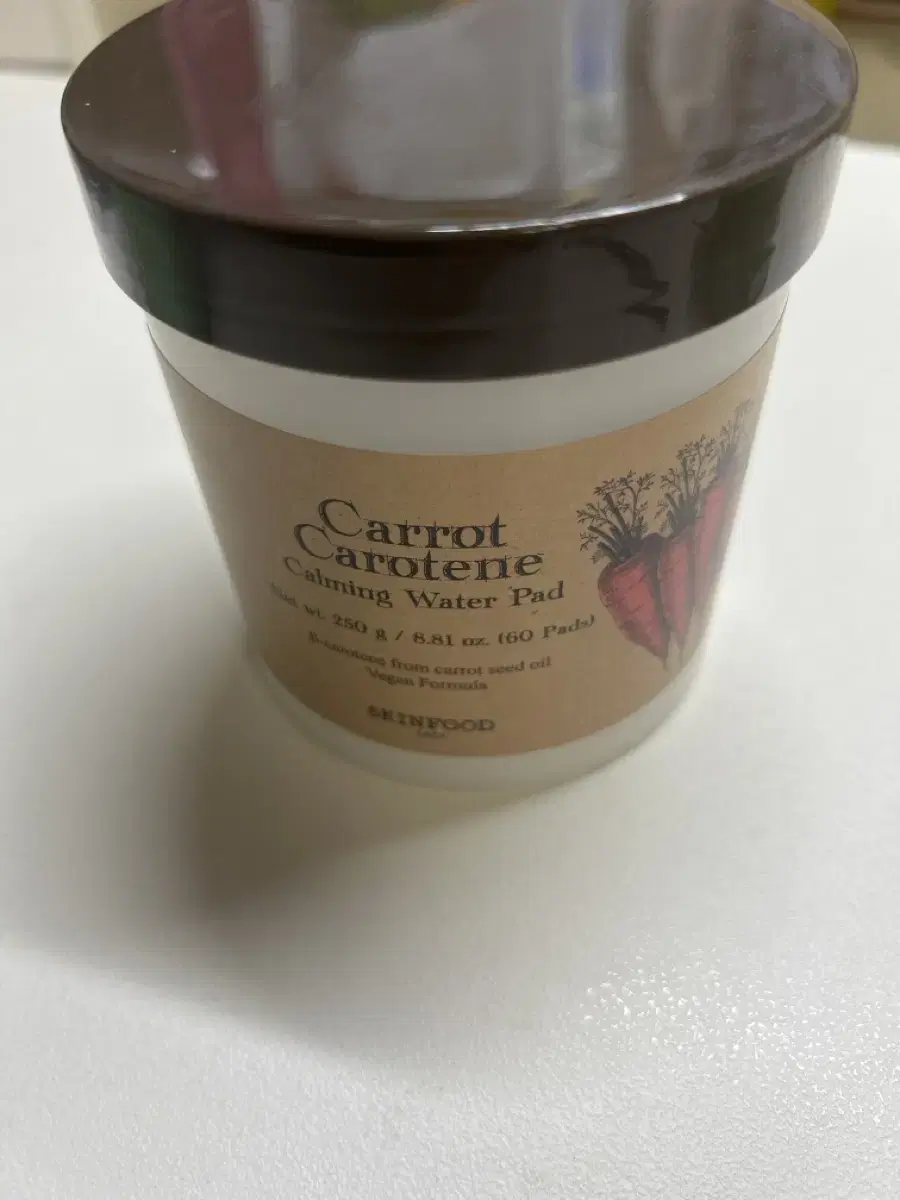 Carrot
Carotene
Calming Water Pad
Net wt. 250 g / 8.81 oz. (60 Pads)
β-carotene from carrot seed oil
Vegan Formula
SKINFOOD